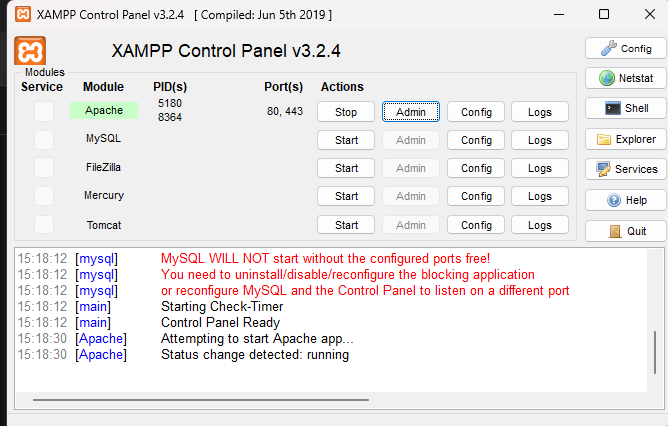 XAMPP Control Panel v3.2.4 [ Compiled: Jun 5th 2019 ]
XAMPP Control Panel v3.2.4
Config
Modules
Service Module PID(s) Port(s) Actions
Netstat
Apache 5180 8364 80, 443 Stop Admin Config Logs
Shell
MySQL Start Admin Config Logs
Explorer
FileZilla Start Admin Config Logs
Services
Mercury Start Admin Config Logs
Help
Tomcat Start Admin Config Logs
Quit
15:18:12 [mysql] MySQL WILL NOT start without the configured ports free!
15:18:12 [mysql] You need to uninstall/disable/reconfigure the blocking application
15:18:12 [mysql] or reconfigure MySQL and the Control Panel to listen on a different port
15:18:12 [main] Starting Check-Timer
15:18:12 [main] Control Panel Ready
15:18:30 [Apache] Attempting to start Apache app...
15:18:30 [Apache] Status change detected: running